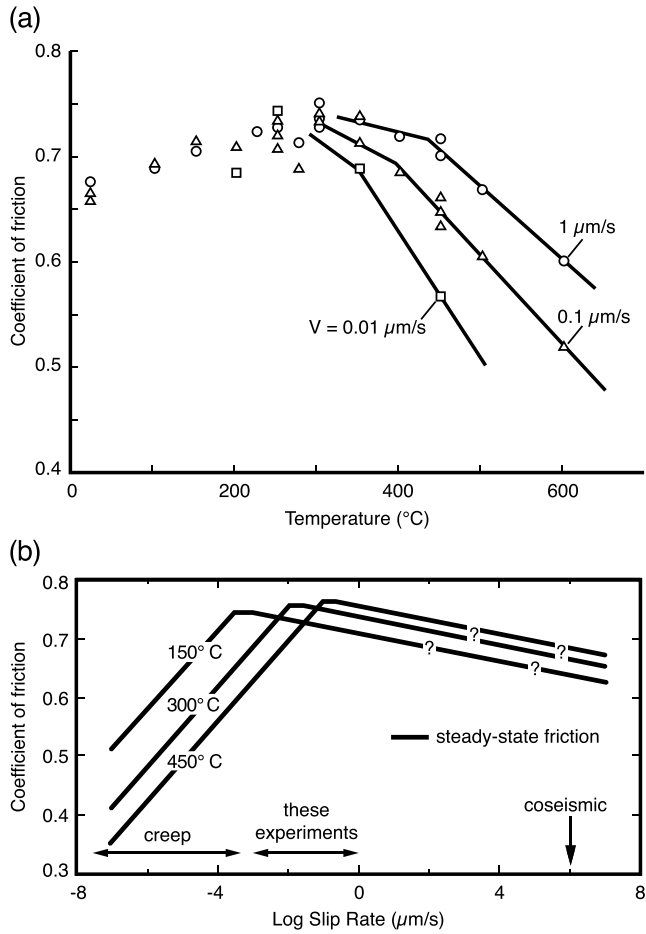 (a)
0.8
0.7
0.6
0.5
0.4
Coefficient of friction
1 µm/s
0.1 µm/s
V = 0.01 µm/s
0 200 400 600
Temperature (°C)
(b)
0.8
0.7
0.6
0.5
0.4
0.3
Coefficient of friction
150° C
300° C
450° C
? ?
? ?
steady-state friction
creep
these
experiments
coseismic
-8 -4 0 4 8
Log Slip Rate (µm/s)